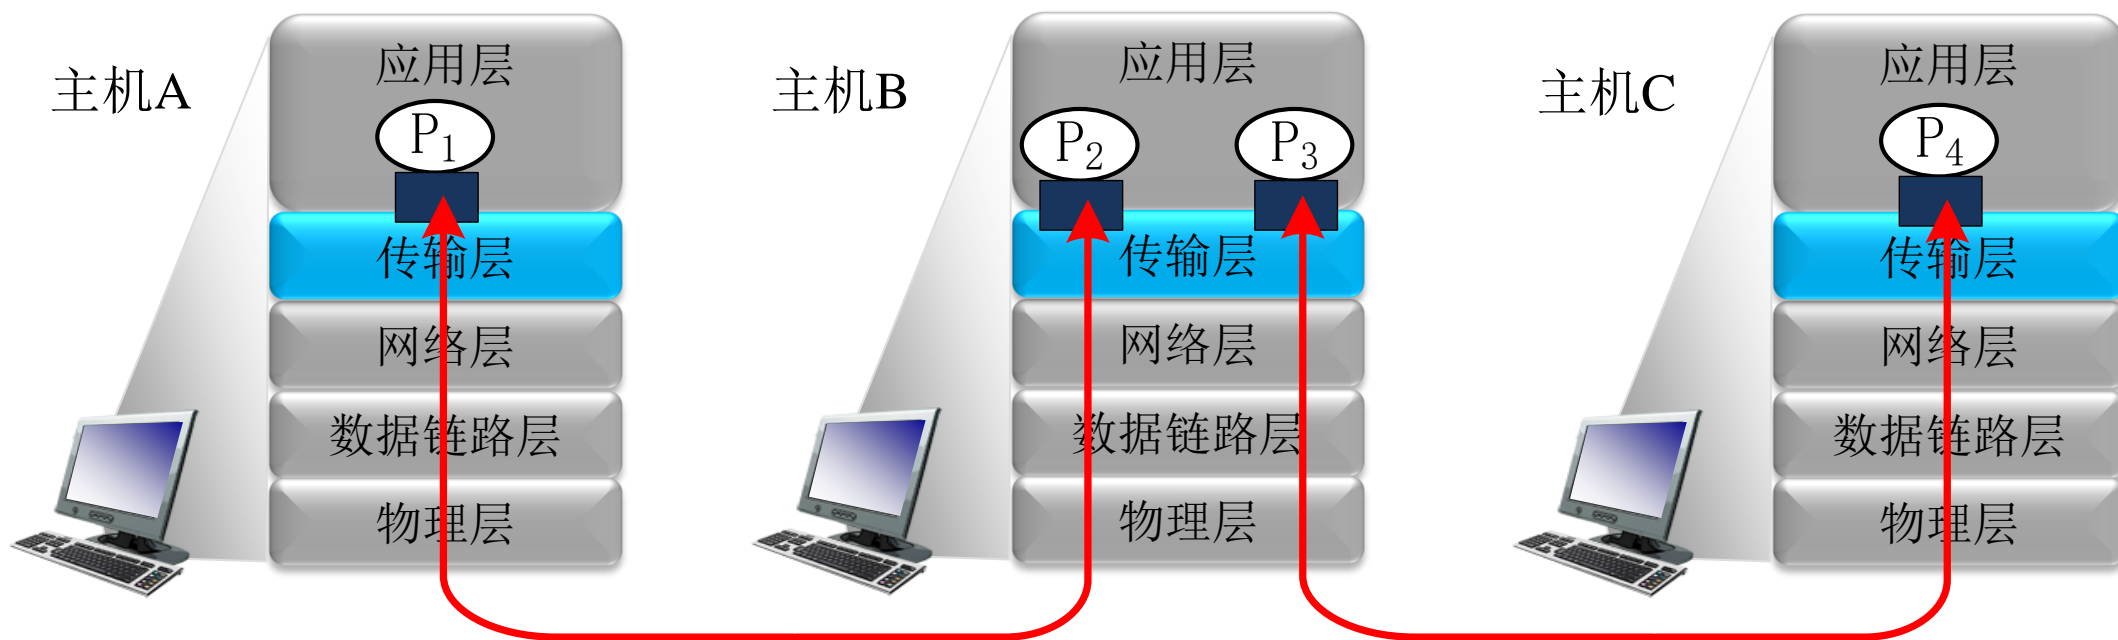 主机A
应用层
P₁
传输层
网络层
数据链路层
物理层
主机B
应用层
P₂
P₃
传输层
网络层
数据链路层
物理层
主机C
应用层
P₄
传输层
网络层
数据链路层
物理层